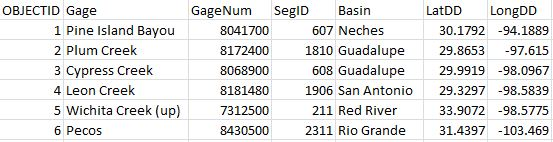 OBJECTID Gage GageNum SegID Basin LatDD LongDD
1 Pine Island Bayou 8041700 607 Neches 30.1792 -94.1889
2 Plum Creek 8172400 1810 Guadalupe 29.8653 -97.615
3 Cypress Creek 8068900 608 Guadalupe 29.9919 -98.0967
4 Leon Creek 8181480 1906 San Antonio 29.3297 -98.5839
5 Wichita Creek (up) 7312500 211 Red River 33.9072 -98.5775
6 Pecos 8430500 2311 Rio Grande 31.4397 -103.469